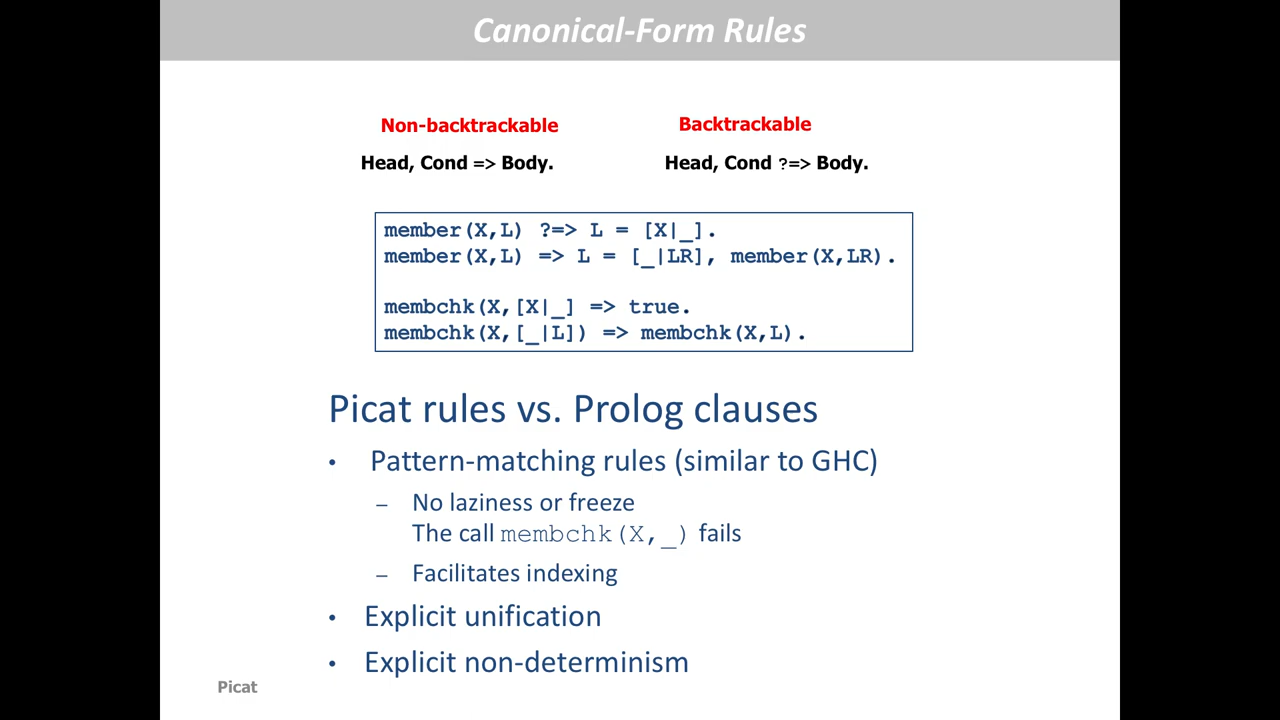 Canonical-Form Rules
Non-backtrackable
Backtrackable
Head, Cond => Body.
Head, Cond ?=> Body.
member(X,L) ?=> L = [X|_].
member(X,L) => L = [_|LR], member(X,LR).
membchk(X,[X|_] => true.
membchk(X,[_|L]) => membchk(X,L).
Picat rules vs. Prolog clauses
• Pattern-matching rules (similar to GHC)
– No laziness or freeze
The call membchk(X,_) fails
– Facilitates indexing
• Explicit unification
• Explicit non-determinism
Picat